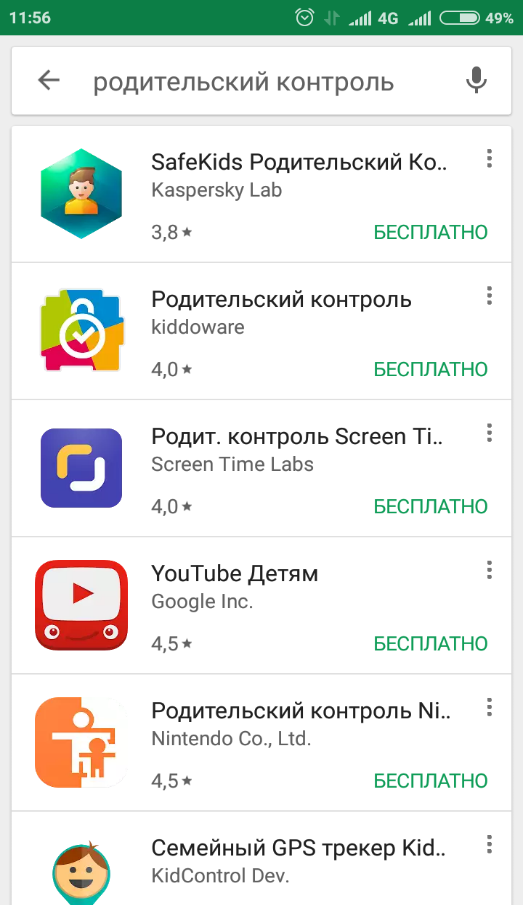 11:56 4G 49%
родительский контроль
SafeKids Родительский Ко..
Kaspersky Lab
3,8★ БЕСПЛАТНО
Родительский контроль
kiddoware
4,0★ БЕСПЛАТНО
Родит. контроль Screen Ti..
Screen Time Labs
4,0★ БЕСПЛАТНО
YouTube Детям
Google Inc.
4,5★ БЕСПЛАТНО
Родительский контроль Ni..
Nintendo Co., Ltd.
4,5★ БЕСПЛАТНО
Семейный GPS трекер Kid..
KidControl Dev.